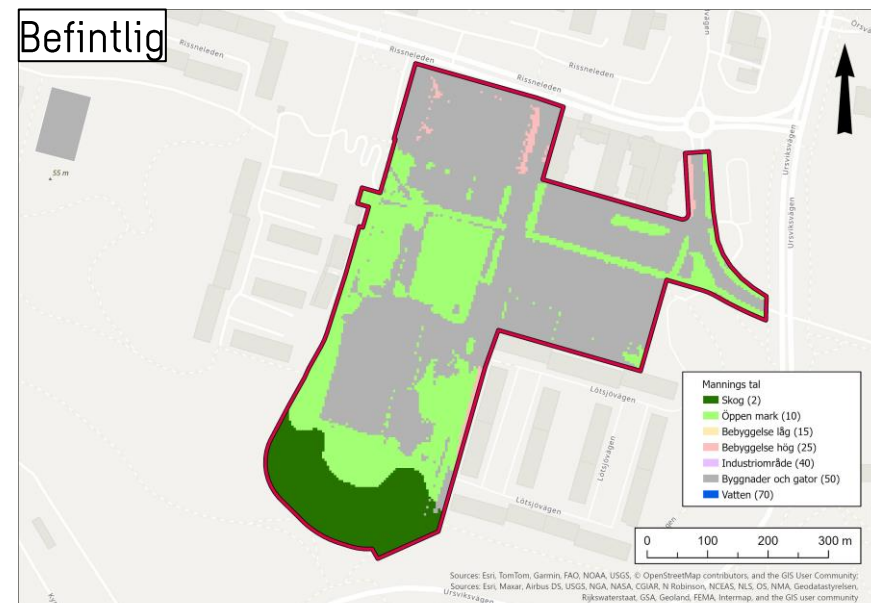 Befintlig
Rissneleden
Rissneleden
Rissneleden
Ursviksvägen
Ursviksvägen
55 m
Lötsjövägen
Lötsjövägen
Lötsjövägen
Mannings tal
Skog (2)
Öppen mark (10)
Bebyggelse låg (15)
Bebyggelse hög (25)
Industriområde (40)
Byggnader och gator (50)
Vatten (70)
0 100 200 300 m
Sources: Esri, TomTom, Garmin, FAO, NOAA, USGS, © OpenStreetMap contributors, and the GIS User Community;
Sources: Esri, Maxar, Airbus DS, USGS, NGA, NASA, CGIAR, N Robinson, NCEAS, NLS, OS, NMA, Geodatastyrelsen,
Rijkswaterstaat, GSA, Geoland, FEMA, Intermap, and the GIS user community